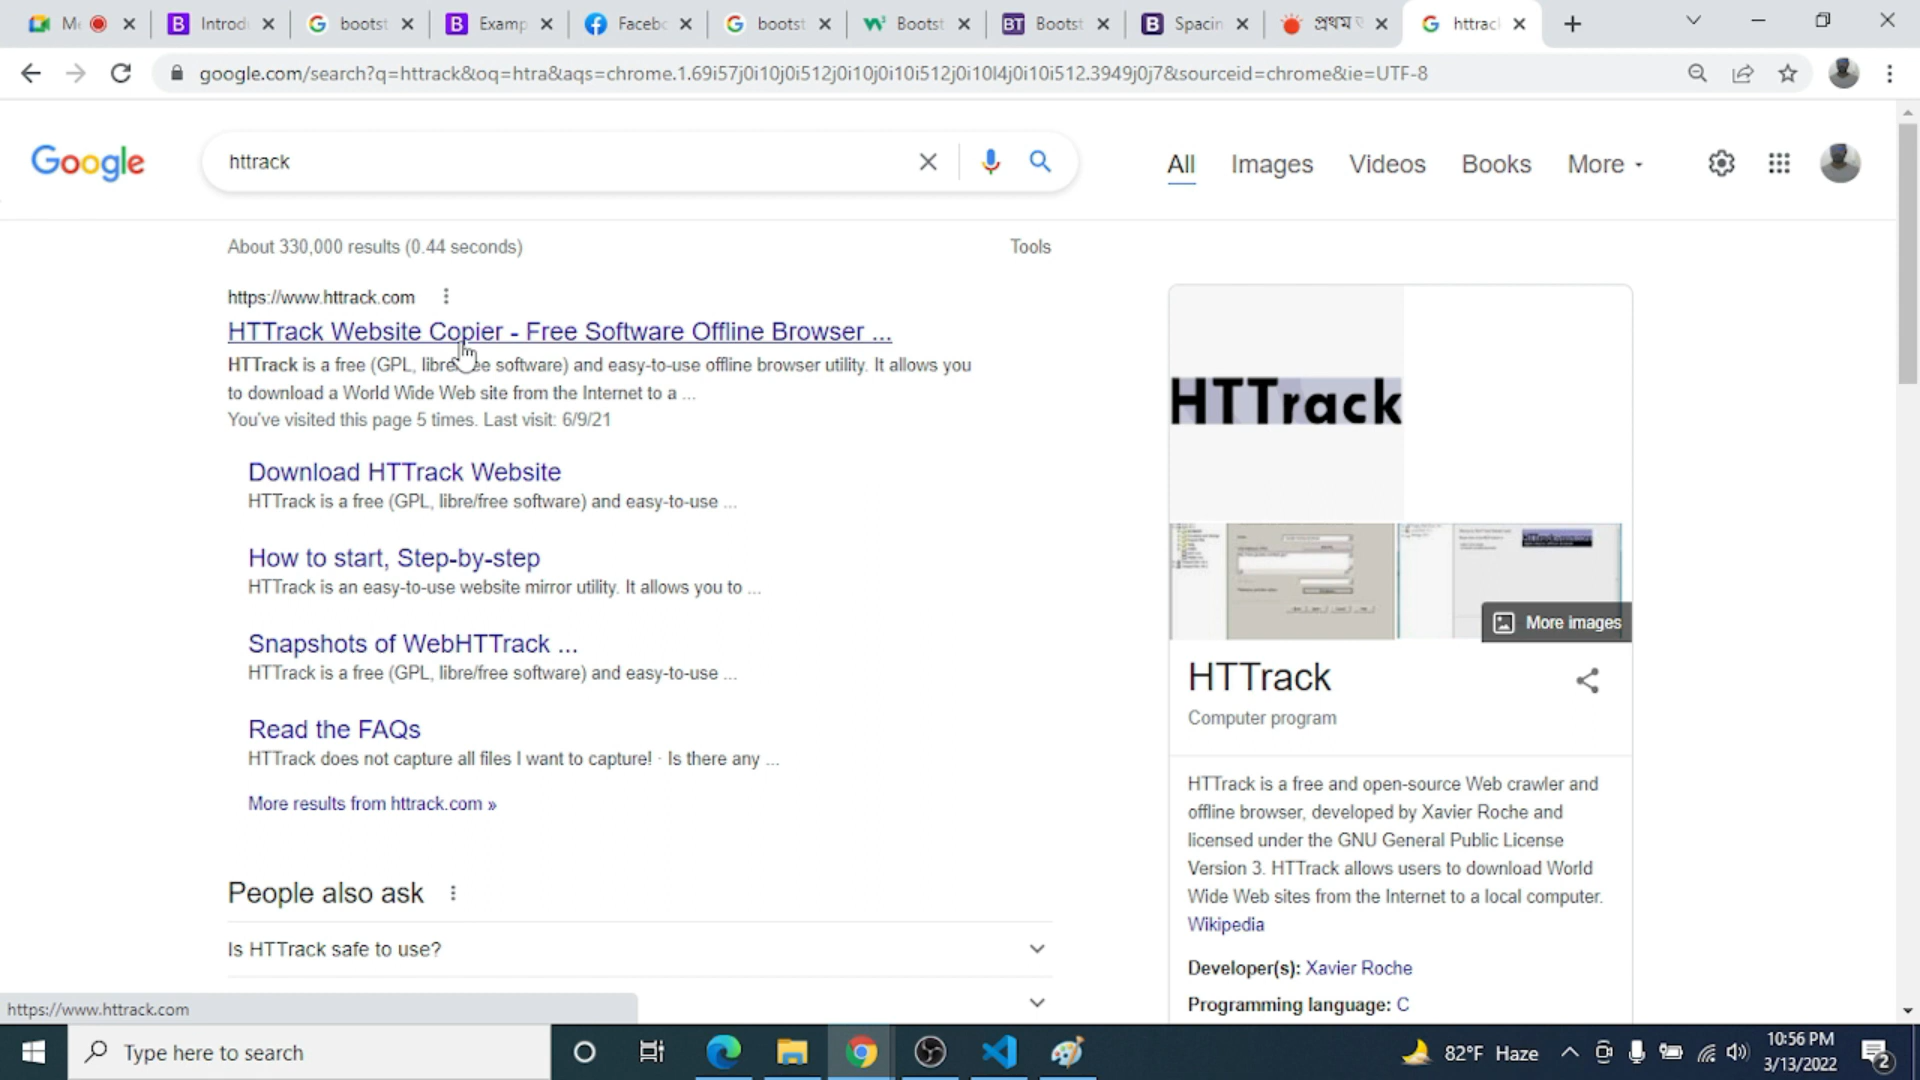 Introd
bootst
Examp
Facebo
bootst
Bootst
BT
Bootst
Spacin
প্রথম
httrac
google.com/search?q=httrack&oq=htra&aqs=chrome.1.69i57j0i10j0i512j0i10j0i10i512j0i10l4j0i10i512.3949j0j7&sourceid=chrome&ie=UTF-8
Google
httrack
All
Images
Videos
Books
More
About 330,000 results (0.44 seconds)
Tools
https://www.httrack.com
HTTrack Website Copier - Free Software Offline Browser ...
HTTrack is a free (GPL, libre/free software) and easy-to-use offline browser utility. It allows you
to download a World Wide Web site from the Internet to a ...
You've visited this page 5 times. Last visit: 6/9/21
Download HTTrack Website
HTTrack is a free (GPL, libre/free software) and easy-to-use ...
How to start, Step-by-step
HTTrack is an easy-to-use website mirror utility. It allows you to ...
Snapshots of WebHTTrack ...
HTTrack is a free (GPL, libre/free software) and easy-to-use ...
Read the FAQs
HTTrack does not capture all files I want to capture! · Is there any ...
More results from httrack.com »
People also ask
Is HTTrack safe to use?
HTTrack
More images
HTTrack
Computer program
HTTrack is a free and open-source Web crawler and
offline browser, developed by Xavier Roche and
licensed under the GNU General Public License
Version 3. HTTrack allows users to download World
Wide Web sites from the Internet to a local computer.
Wikipedia
Developer(s): Xavier Roche
Programming language: C
https://www.httrack.com
Type here to search
82°F Haze
10:56 PM
3/13/2022
2